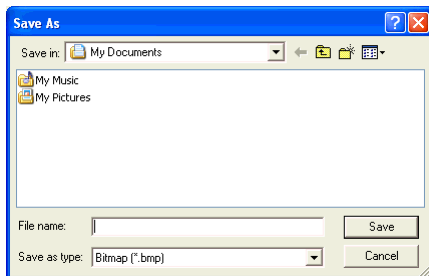 Save As
Save in: My Documents
My Music
My Pictures
File name:
Save
Save as type: Bitmap (*.bmp)
Cancel